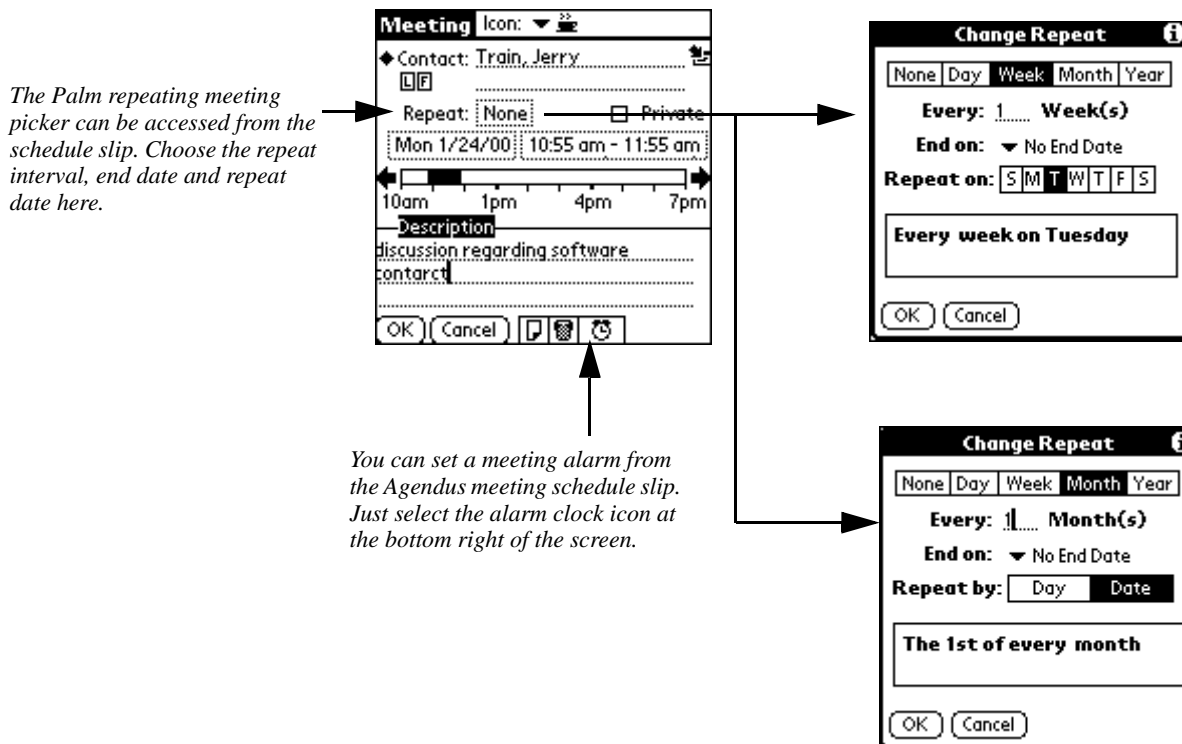 The Palm repeating meeting
picker can be accessed from the
schedule slip. Choose the repeat
interval, end date and repeat
date here.
Meeting Icon:
Contact: Train, Jerry
L F
Repeat: None Private
Mon 1/24/00 10:55 am - 11:55 am
10am 1pm 4pm 7pm
Description
discussion regarding software
contarct
OK Cancel
You can set a meeting alarm from
the Agendus meeting schedule slip.
Just select the alarm clock icon at
the bottom right of the screen.
Change Repeat i
None Day Week Month Year
Every: 1 Week(s)
End on: No End Date
Repeat on: S M T W T F S
Every week on Tuesday
OK Cancel
Change Repeat i
None Day Week Month Year
Every: 1 Month(s)
End on: No End Date
Repeat by: Day Date
The 1st of every month
OK Cancel